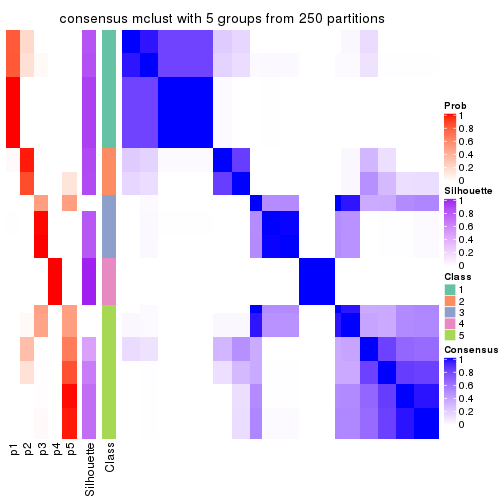 consensus mclust with 5 groups from 250 partitions
Prob
1
0.8
0.6
0.4
0.2
0
Silhouette
1
0.8
0.6
0.4
0.2
0
Class
1
2
3
4
5
Consensus
1
0.8
0.6
0.4
0.2
0
p1
p2
p3
p4
p5
Silhouette
Class